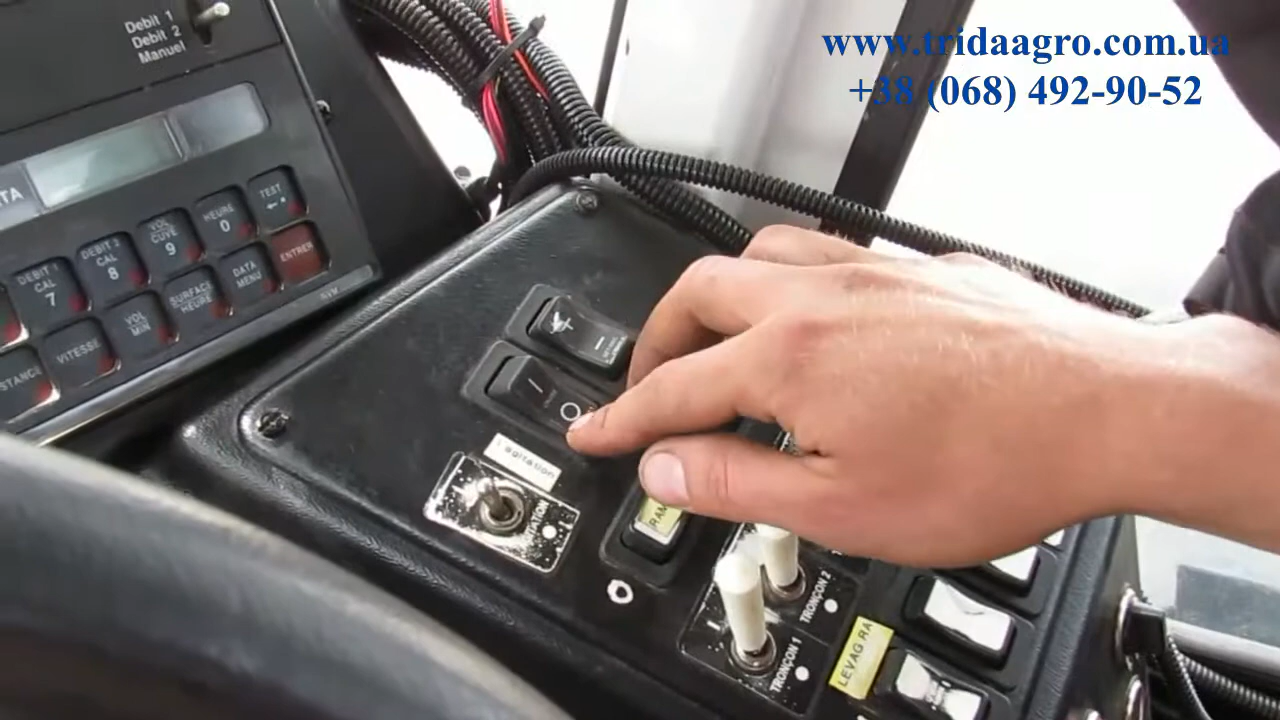 www.tridaagro.com.ua
+38 (068) 492-90-52
Debit 1
Debit 2
Manuel
TEST
HEURE
0
VOL
CUVE
9
DEBIT 2
CAL
8
DEBIT 1
CAL
7
ENTRER
DATA
MENU
SURFACE
HEURE
VOL
MIN
VITESSE
agitation
TRONÇON 2
TRONÇON 1
LEVAG RA